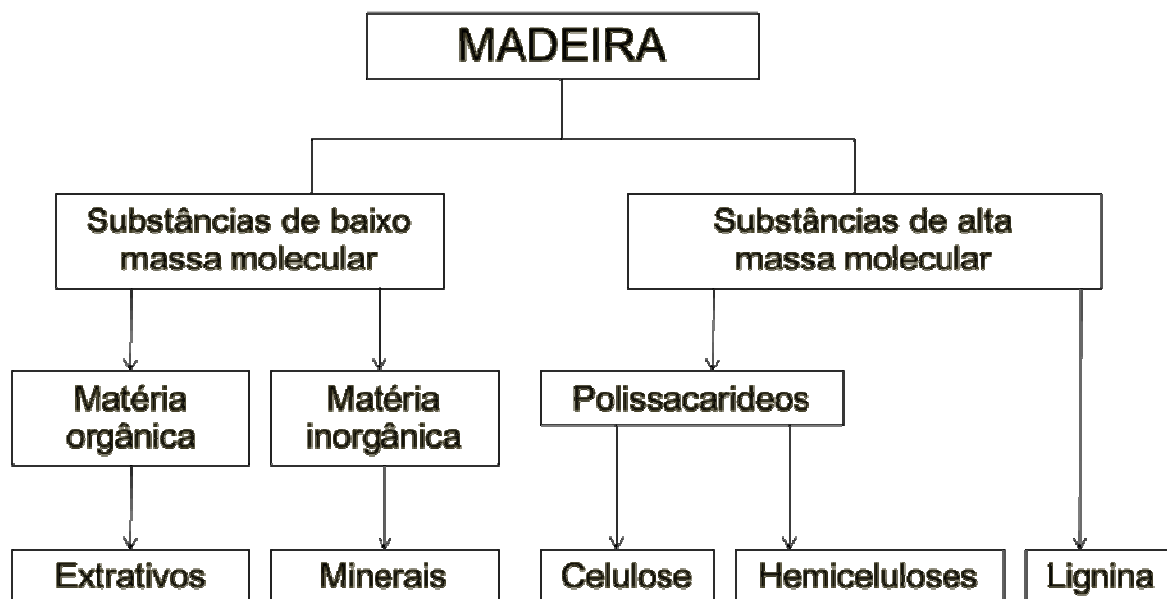 MADEIRA
Substâncias de baixo
massa molecular
Substâncias de alta
massa molecular
Matéria
orgânica
Matéria
inorgânica
Polissacarideos
Extrativos
Minerais
Celulose
Hemiceluloses
Lignina